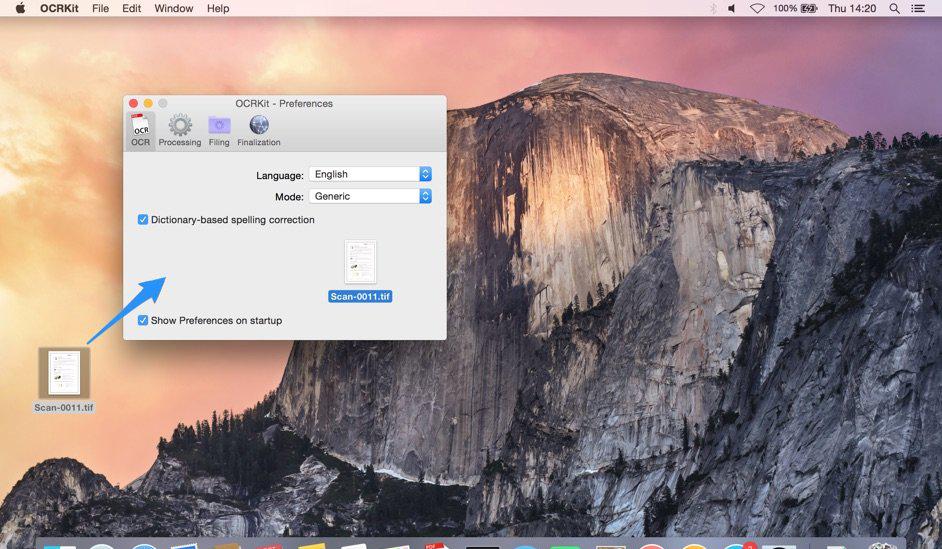 OCRKit File Edit Window Help 100% Thu 14:20
OCRKit - Preferences
OCR Processing Filing Finalization
Language: English
Mode: Generic
Dictionary-based spelling correction
Scan-0011.tif
Show Preferences on startup
Scan-0011.tif